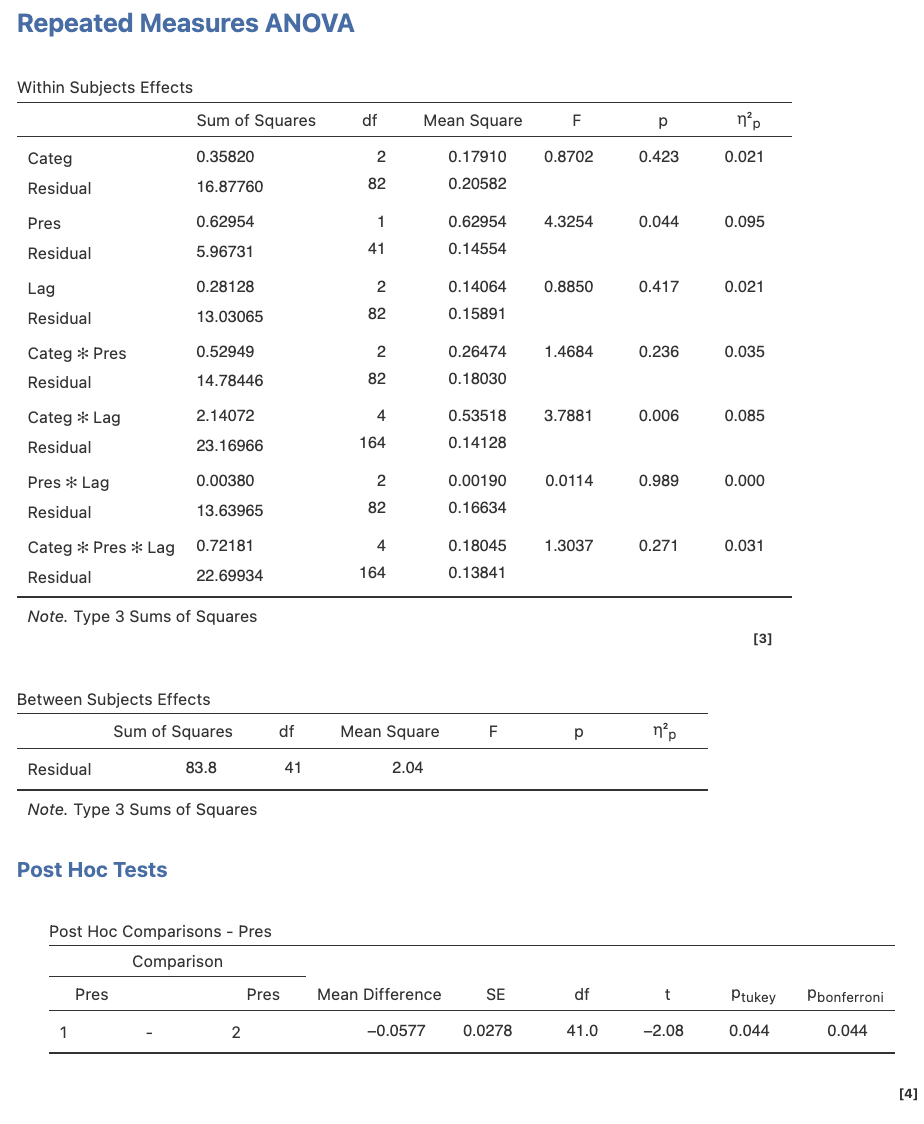 Repeated Measures ANOVA
Within Subjects Effects
Sum of Squares df Mean Square F p η²p
Categ 0.35820 2 0.17910 0.8702 0.423 0.021
Residual 16.87760 82 0.20582
Pres 0.62954 1 0.62954 4.3254 0.044 0.095
Residual 5.96731 41 0.14554
Lag 0.28128 2 0.14064 0.8850 0.417 0.021
Residual 13.03065 82 0.15891
Categ ✻ Pres 0.52949 2 0.26474 1.4684 0.236 0.035
Residual 14.78446 82 0.18030
Categ ✻ Lag 2.14072 4 0.53518 3.7881 0.006 0.085
Residual 23.16966 164 0.14128
Pres ✻ Lag 0.00380 2 0.00190 0.0114 0.989 0.000
Residual 13.63965 82 0.16634
Categ ✻ Pres ✻ Lag 0.72181 4 0.18045 1.3037 0.271 0.031
Residual 22.69934 164 0.13841
Note. Type 3 Sums of Squares
[3]
Between Subjects Effects
Sum of Squares df Mean Square F p η²p
Residual 83.8 41 2.04
Note. Type 3 Sums of Squares
Post Hoc Tests
Post Hoc Comparisons - Pres
Comparison
Pres Pres Mean Difference SE df t ptukey pbonferroni
1 - 2 −0.0577 0.0278 41.0 −2.08 0.044 0.044
[4]